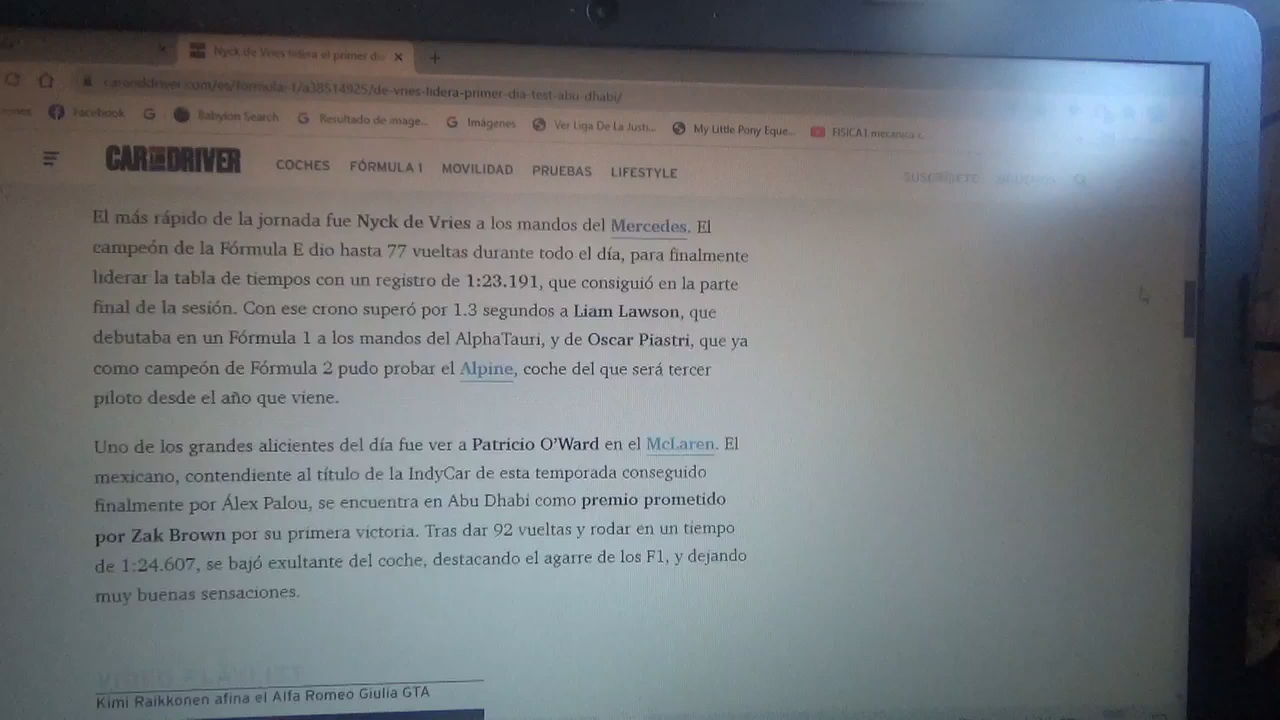 Nyck de Vries lidera el primer dí
caranddriver.com/es/formula-1/a38514925/de-vries-lidera-primer-dia-test-abu-dhabi/
Facebook G Babylon Search G Resultado de image... G Imágenes Ver Liga De La Justi... My Little Pony Eque... FISICA I mecanica c
CAR AND DRIVER COCHES FÓRMULA 1 MOVILIDAD PRUEBAS LIFESTYLE SUSCRÍBETE
El más rápido de la jornada fue Nyck de Vries a los mandos del Mercedes. El
campeón de la Fórmula E dio hasta 77 vueltas durante todo el día, para finalmente
liderar la tabla de tiempos con un registro de 1:23.191, que consiguió en la parte
final de la sesión. Con ese crono superó por 1.3 segundos a Liam Lawson, que
debutaba en un Fórmula 1 a los mandos del AlphaTauri, y de Oscar Piastri, que ya
como campeón de Fórmula 2 pudo probar el Alpine, coche del que será tercer
piloto desde el año que viene.
Uno de los grandes alicientes del día fue ver a Patricio O'Ward en el McLaren. El
mexicano, contendiente al título de la IndyCar de esta temporada conseguido
finalmente por Álex Palou, se encuentra en Abu Dhabi como premio prometido
por Zak Brown por su primera victoria. Tras dar 92 vueltas y rodar en un tiempo
de 1:24.607, se bajó exultante del coche, destacando el agarre de los F1, y dejando
muy buenas sensaciones.
VIDEO PLAYLIST
Kimi Raikkonen afina el Alfa Romeo Giulia GTA